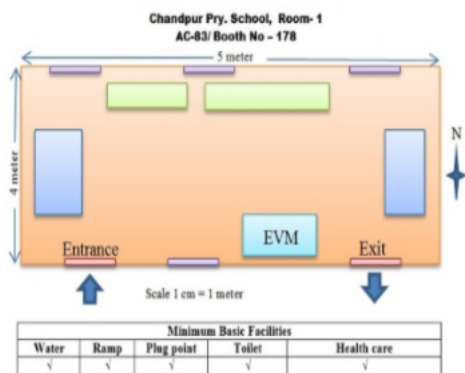 Chandpur Pry. School, Room- 1
AC-83/ Booth No – 178
5 meter
4 meter
N
EVM
Entrance
Exit
Scale 1 cm = 1 meter
Minimum Basic Facilities
Water Ramp Plug point Toilet Health care
√ √ √ √ √